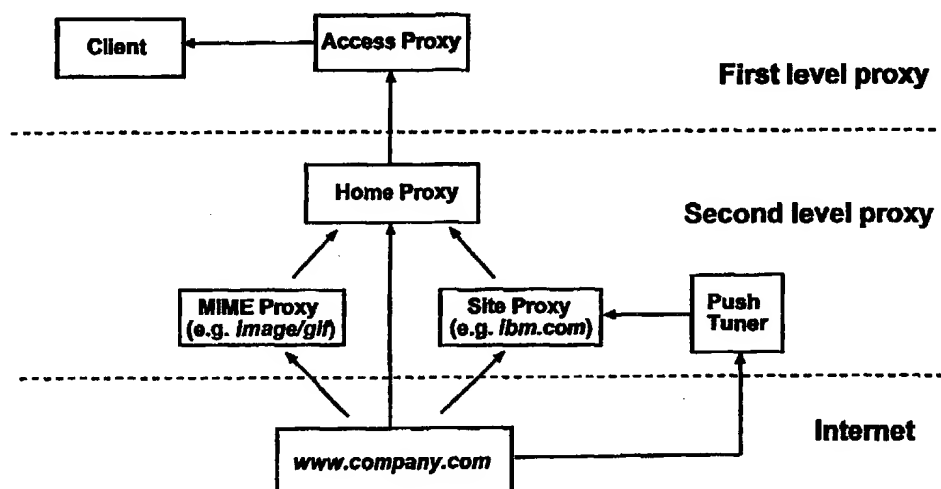 Client
Access Proxy
First level proxy
Home Proxy
Second level proxy
MIME Proxy
(e.g. image/gif)
Site Proxy
(e.g. ibm.com)
Push
Tuner
Internet
www.company.com